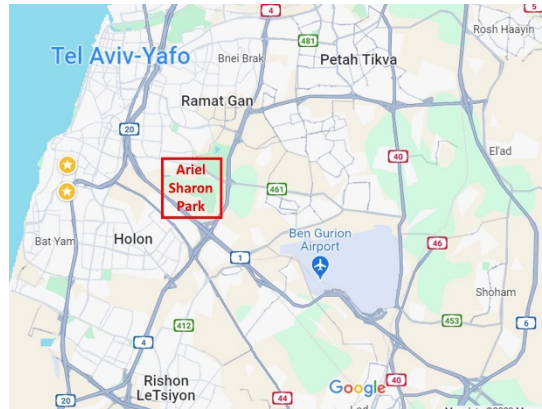 4
5
Rosh Haayin
481
Tel Aviv-Yafo
Bnei Brak
Petah Tikva
Ramat Gan
20
40
El'ad
Ariel
Sharon
Park
461
Ben Gurion
Airport
Bat Yam
Holon
1
46
Shoham
412
453
4
6
Rishon
LeTsiyon
Google
40
20
44